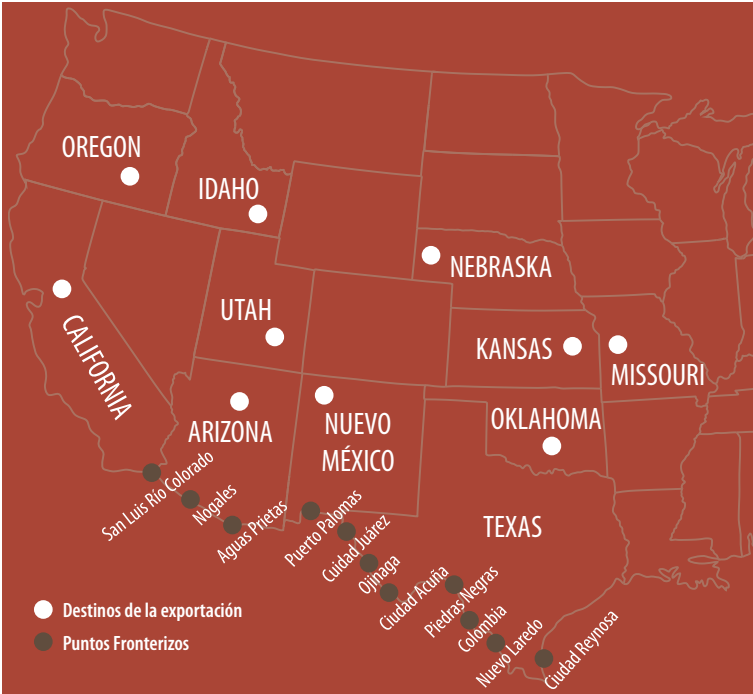 OREGON
IDAHO
NEBRASKA
UTAH
CALIFORNIA
KANSAS
MISSOURI
ARIZONA
NUEVO
MÉXICO
OKLAHOMA
TEXAS
San Luis Río Colorado
Nogales
Aguas Prietas
Puerto Palomas
Cuidad Juárez
Ojinaga
Ciudad Acuña
Piedras Negras
Colombia
Nuevo Laredo
Ciudad Reynosa
Destinos de la exportación
Puntos Fronterizos